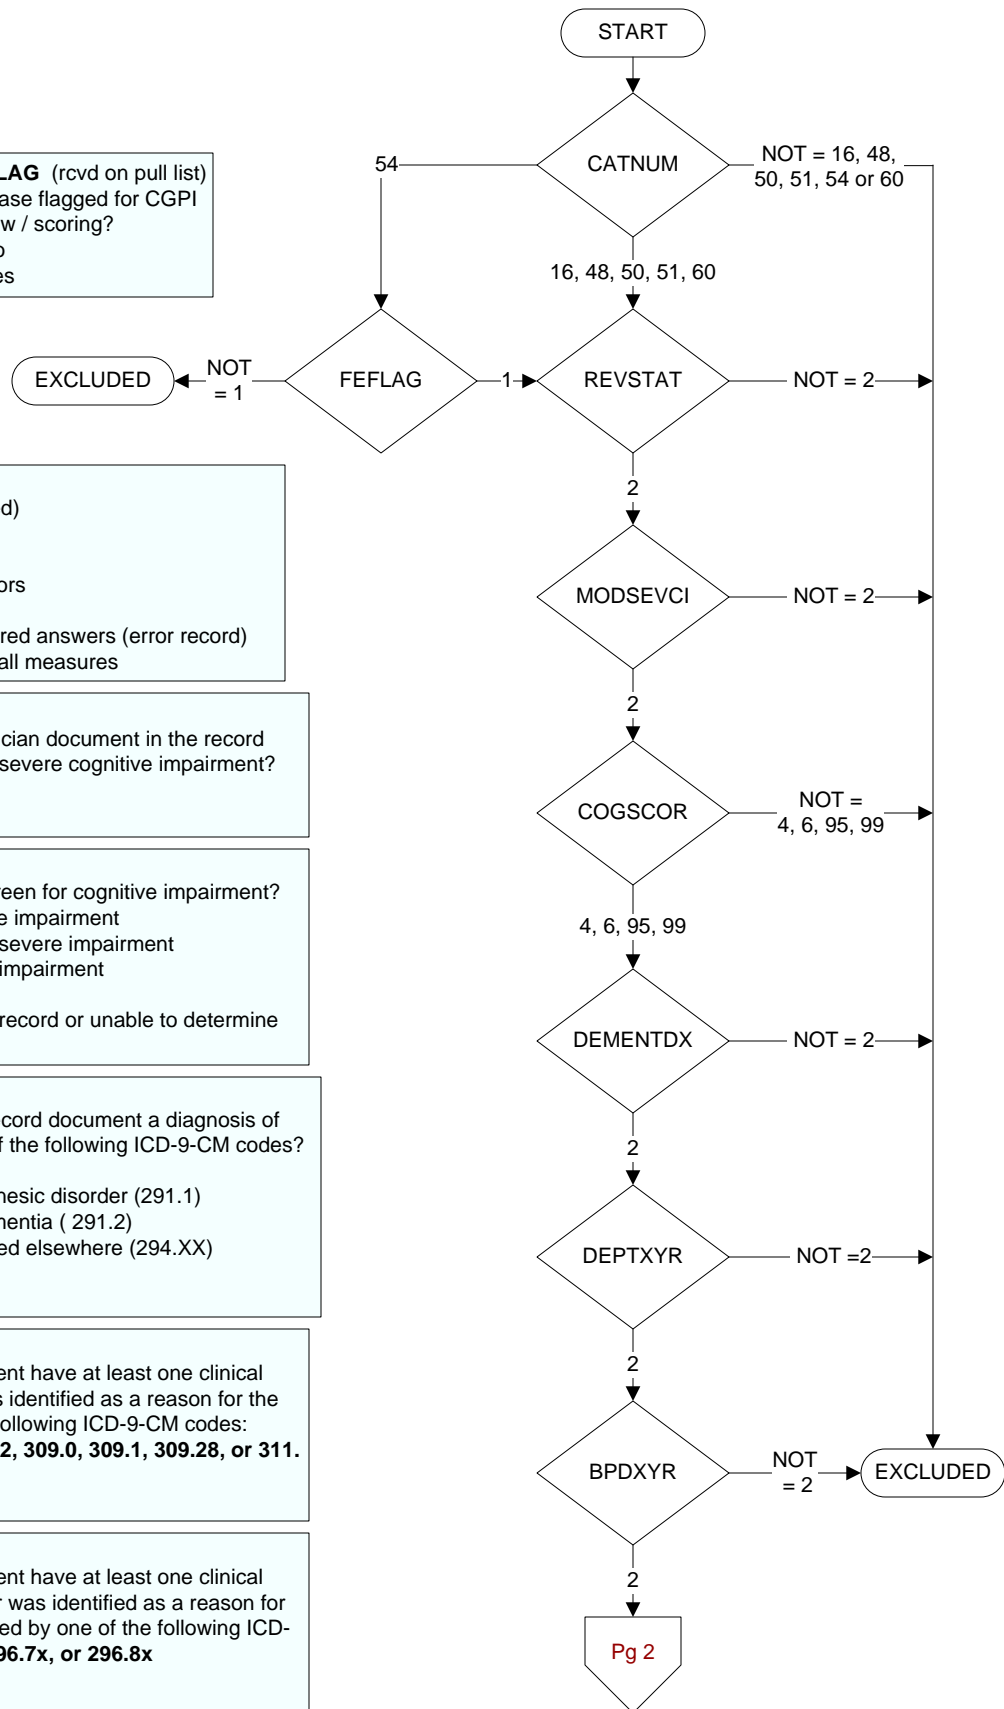 START
CATNUM
54
NOT = 16, 48,
50, 51, 54 or 60
16, 48, 50, 51, 60
LAG (rcvd on pull list)
ase flagged for CGPI
w / scoring?
o
es
EXCLUDED
NOT
= 1
FEFLAG
1
REVSTAT
NOT = 2
2
ed)
ors
red answers (error record)
all measures
MODSEVCI
NOT = 2
2
cian document in the record
severe cognitive impairment?
COGSCOR
NOT =
4, 6, 95, 99
4, 6, 95, 99
een for cognitive impairment?
e impairment
severe impairment
impairment
record or unable to determine
DEMENTDX
NOT = 2
2
cord document a diagnosis of
f the following ICD-9-CM codes?
nesic disorder (291.1)
mentia ( 291.2)
ed elsewhere (294.XX)
DEPTXYR
NOT =2
2
ent have at least one clinical
s identified as a reason for the
ollowing ICD-9-CM codes:
2, 309.0, 309.1, 309.28, or 311.
BPDXYR
NOT
= 2
EXCLUDED
2
ent have at least one clinical
r was identified as a reason for
ed by one of the following ICD-
96.7x, or 296.8x
Pg 2